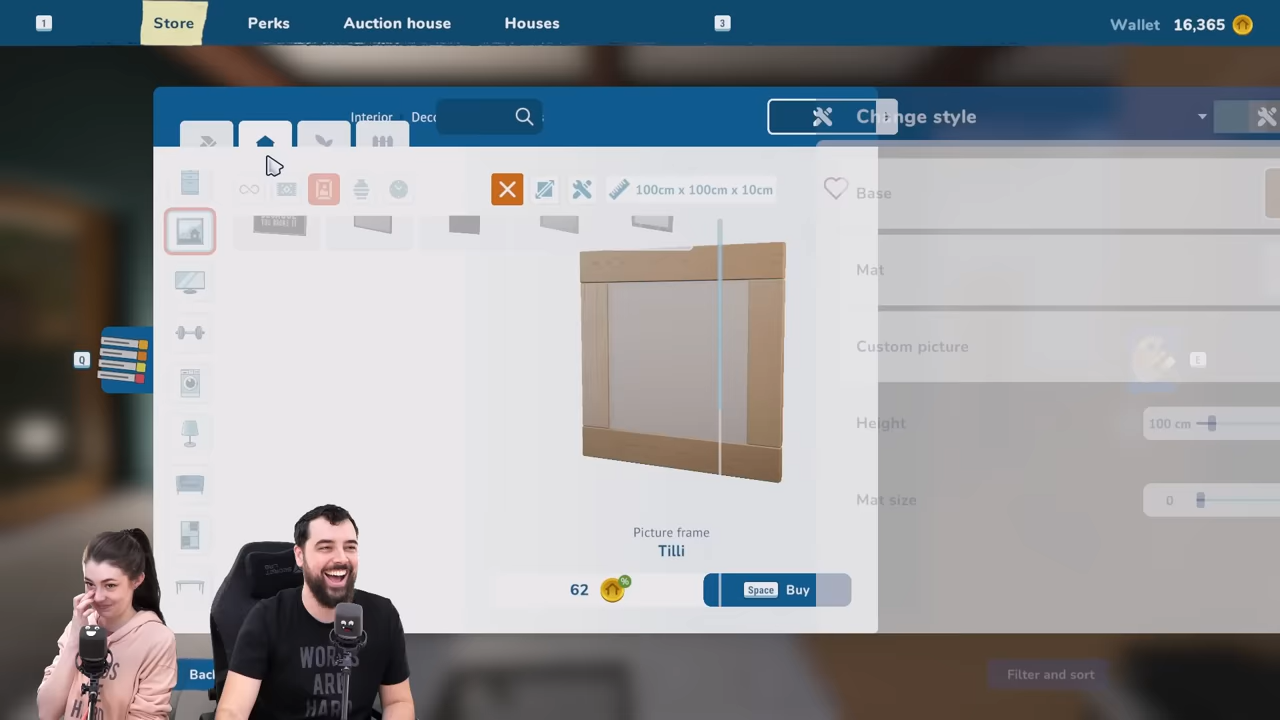 1
Store
Perks
Auction house
Houses
3
Wallet 16,365
Interior
Deco
Change style
100cm x 100cm x 10cm
Base
Mat
Custom picture
Q
E
Height
100 cm
Mat size
0
Picture frame
Tilli
62
%
Space Buy
WORDS
ARE
HARD
Back
Filter and sort